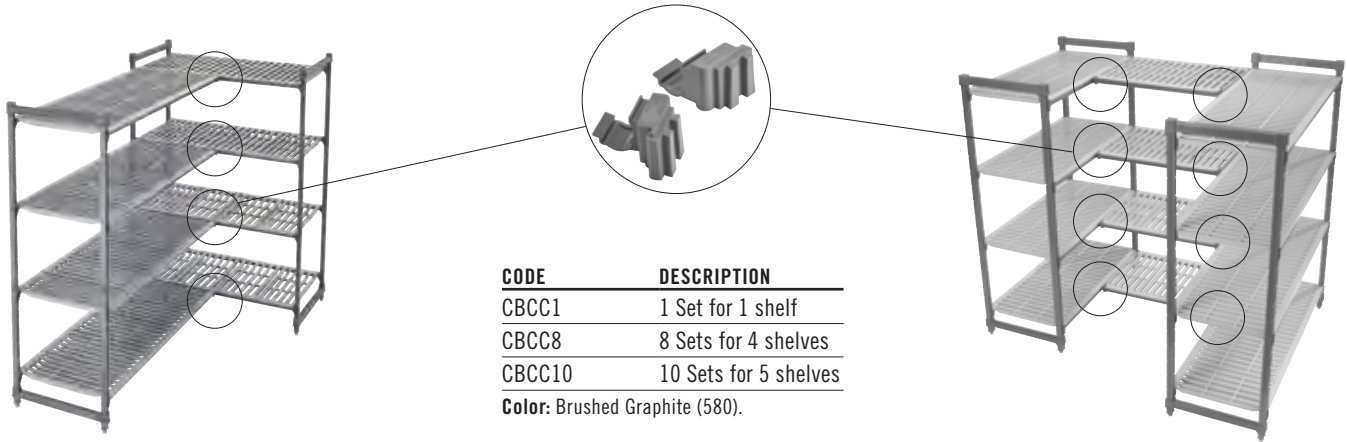 CODE DESCRIPTION
CBCC1 1 Set for 1 shelf
CBCC8 8 Sets for 4 shelves
CBCC10 10 Sets for 5 shelves
Color: Brushed Graphite (580).